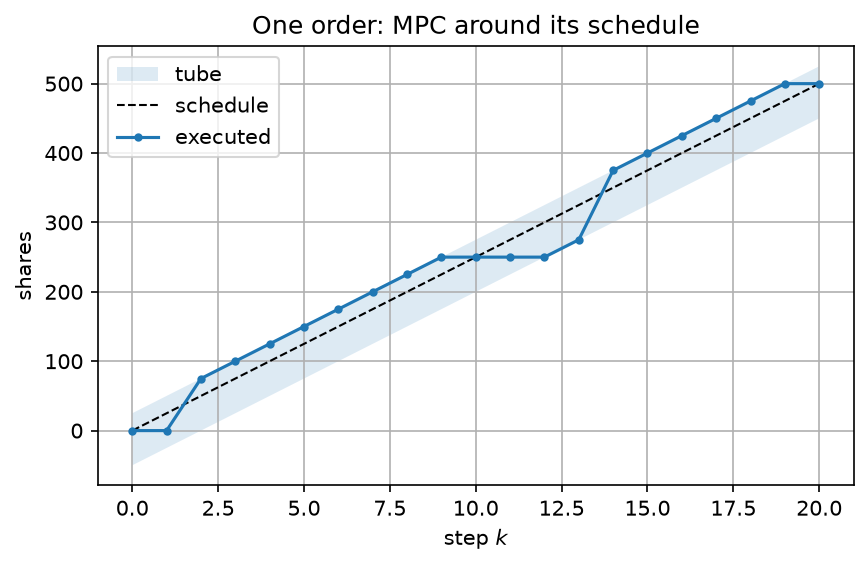 One order: MPC around its schedule
tube
schedule
executed
shares
500
400
300
200
100
0
0.0 2.5 5.0 7.5 10.0 12.5 15.0 17.5 20.0
step k